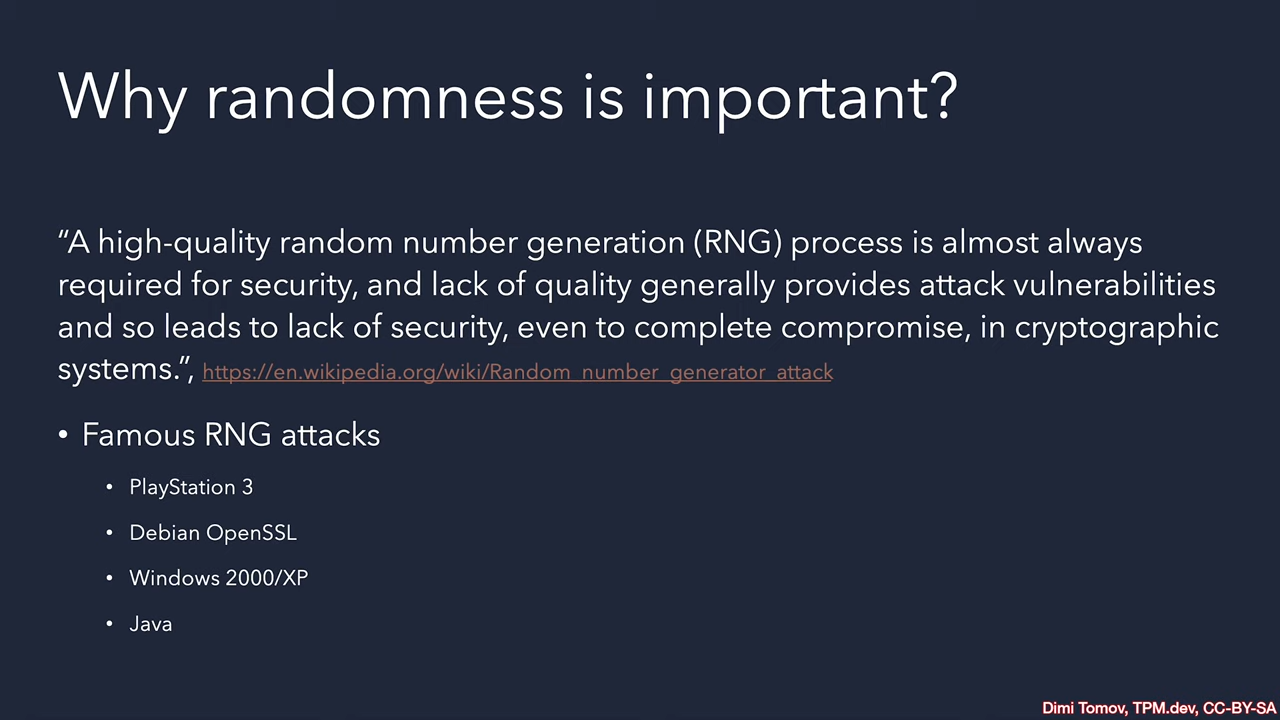 Why randomness is important?
“A high-quality random number generation (RNG) process is almost always
required for security, and lack of quality generally provides attack vulnerabilities
and so leads to lack of security, even to complete compromise, in cryptographic
systems.”, https://en.wikipedia.org/wiki/Random_number_generator_attack
• Famous RNG attacks
• PlayStation 3
• Debian OpenSSL
• Windows 2000/XP
• Java
Dimi Tomov, TPM.dev, CC-BY-SA